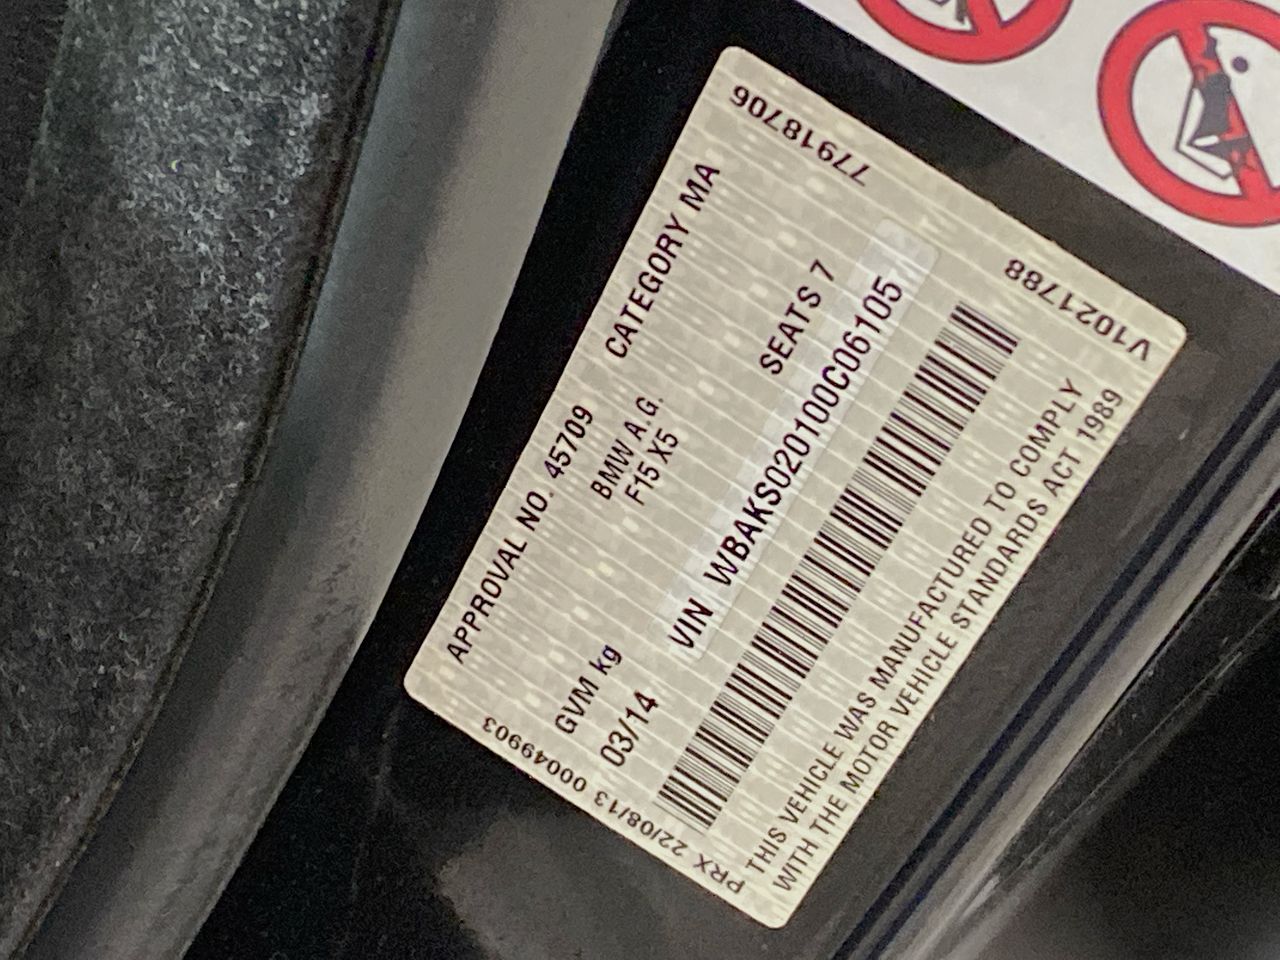 APPROVAL NO. 45709 CATEGORY MA
BMW A.G.
F15 X5
GVM kg SEATS 7
03/14
VIN WBAKS020100C06105
THIS VEHICLE WAS MANUFACTURED TO COMPLY
WITH THE MOTOR VEHICLE STANDARDS ACT 1989
PRX 22/08/13 00049903
77918706
V1021788